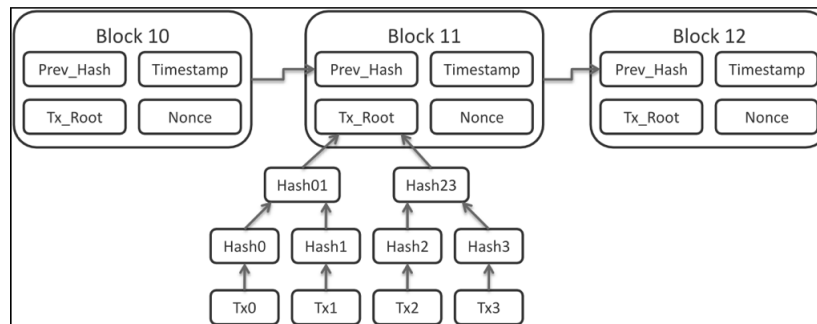 Block 10
Block 11
Block 12
Prev_Hash
Timestamp
Prev_Hash
Timestamp
Prev_Hash
Timestamp
Tx_Root
Nonce
Tx_Root
Nonce
Tx_Root
Nonce
Hash01
Hash23
Hash0
Hash1
Hash2
Hash3
Tx0
Tx1
Tx2
Tx3